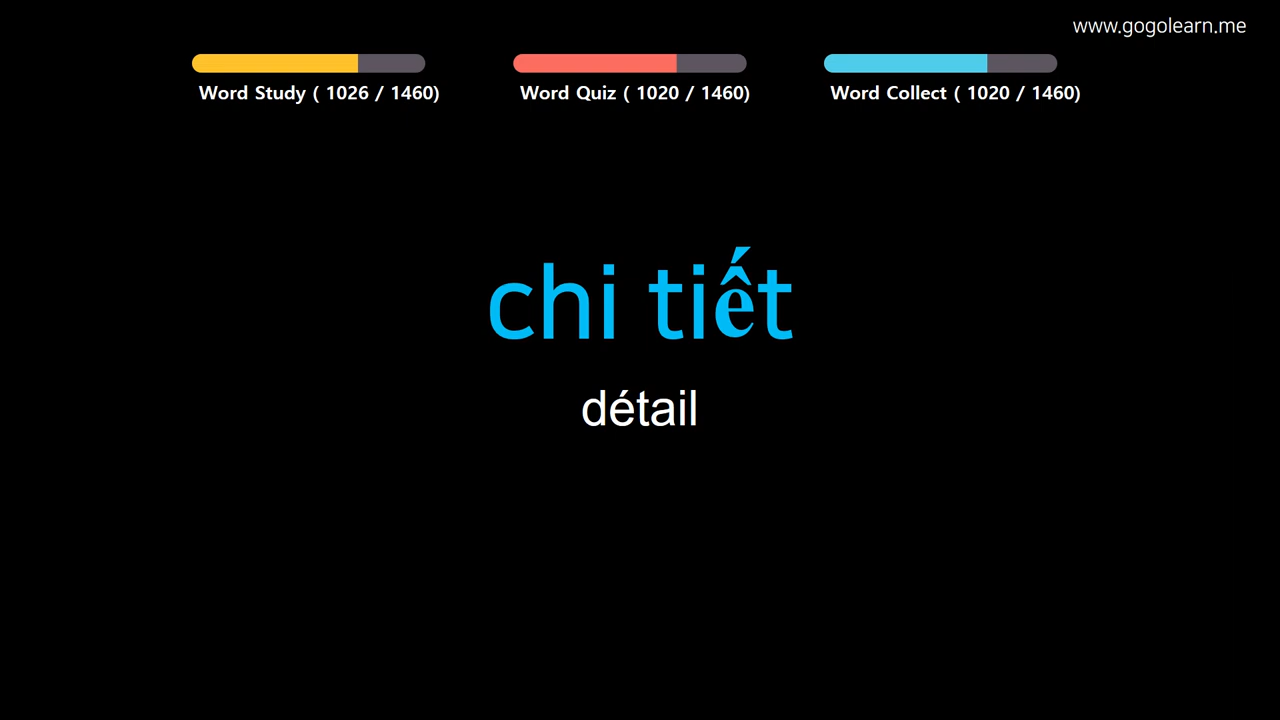 www.gogolearn.me
Word Study ( 1026 / 1460)
Word Quiz ( 1020 / 1460)
Word Collect ( 1020 / 1460)
chi tiết
détail